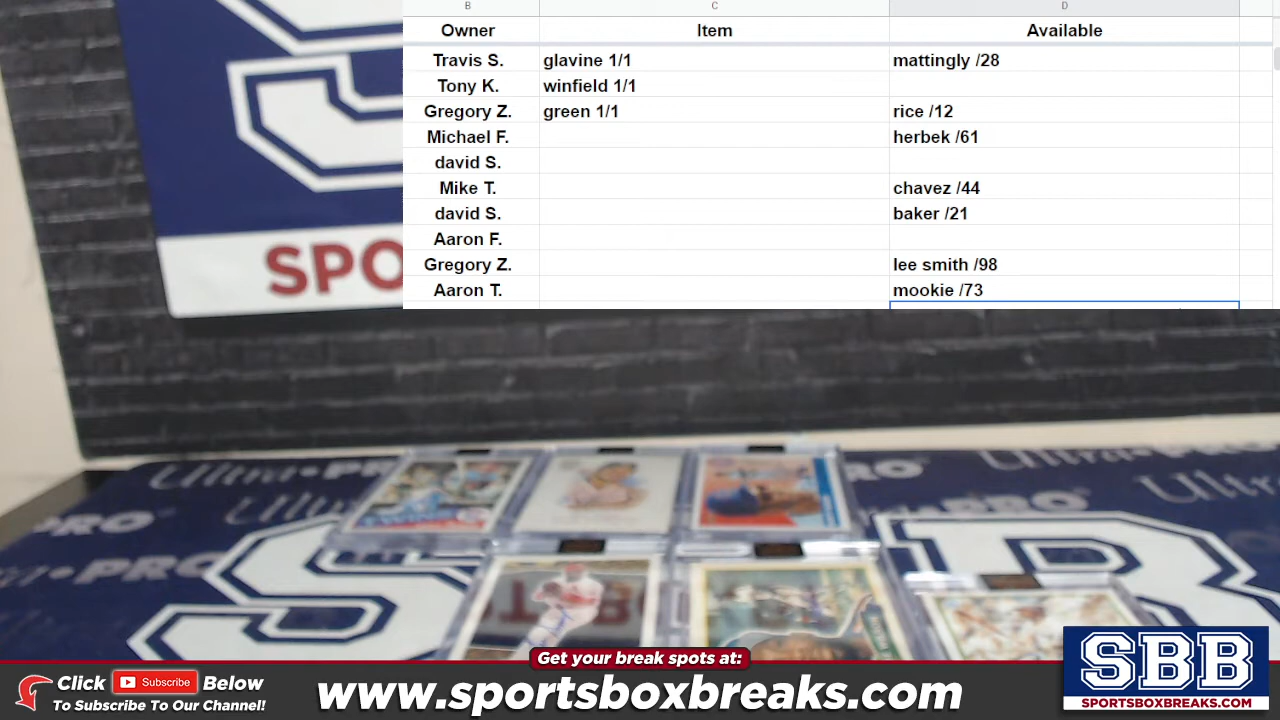 B C D
Owner Item Available
Travis S. glavine 1/1 mattingly /28
Tony K. winfield 1/1
Gregory Z. green 1/1 rice /12
Michael F. herbek /61
david S.
Mike T. chavez /44
david S. baker /21
Aaron F.
Gregory Z. lee smith /98
Aaron T. mookie /73
SPO
Ultra PRO
PRO
SBB
SPORTSBOXBREAKS.COM
Get your break spots at:
Click Subscribe Below
To Subscribe To Our Channel!
www.sportsboxbreaks.com